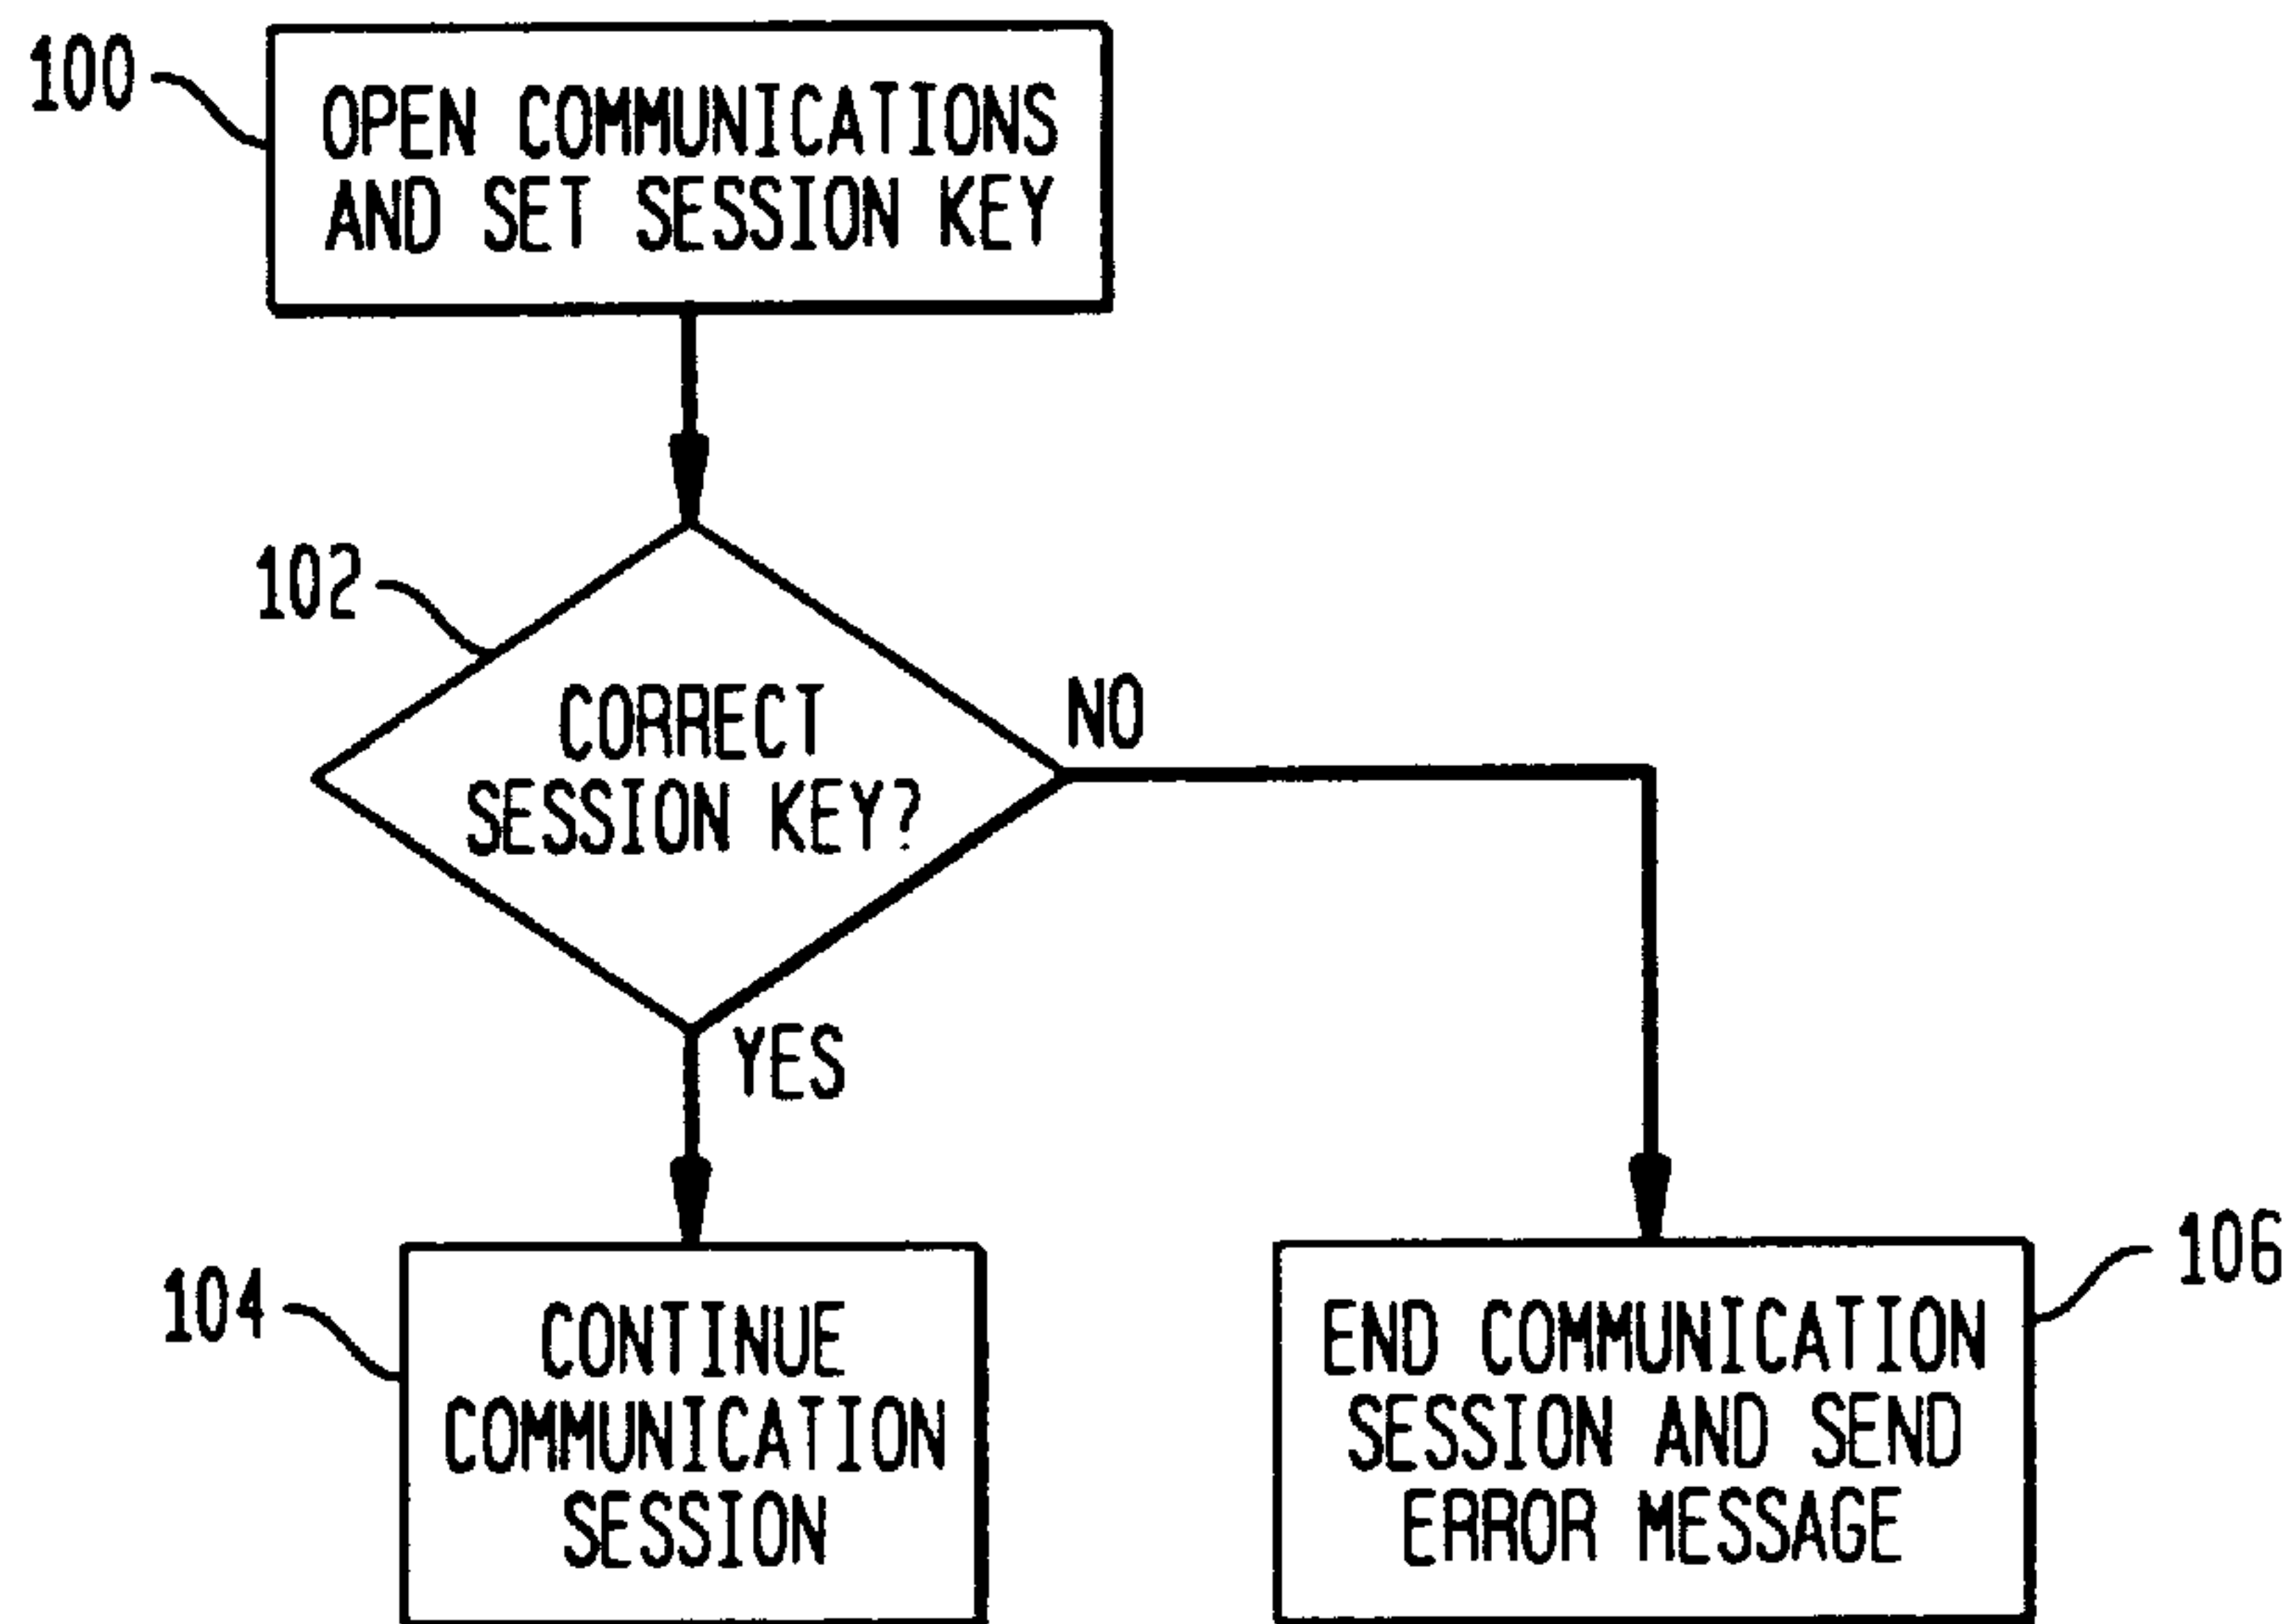 100
OPEN COMMUNICATIONS
AND SET SESSION KEY
102
CORRECT
SESSION KEY?
NO
YES
104
CONTINUE
COMMUNICATION
SESSION
106
END COMMUNICATION
SESSION AND SEND
ERROR MESSAGE